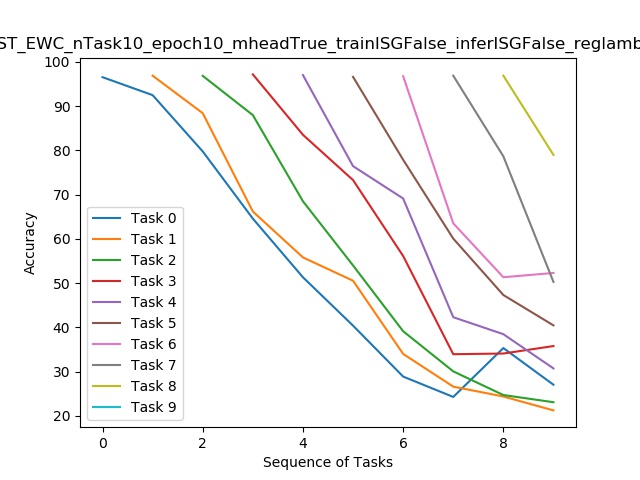 ST_EWC_nTask10_epoch10_mheadTrue_trainISGFalse_inferISGFalse_reglamb
100
90
80
70
60
50
40
30
20
Accuracy
Task 0
Task 1
Task 2
Task 3
Task 4
Task 5
Task 6
Task 7
Task 8
Task 9
0 2 4 6 8
Sequence of Tasks